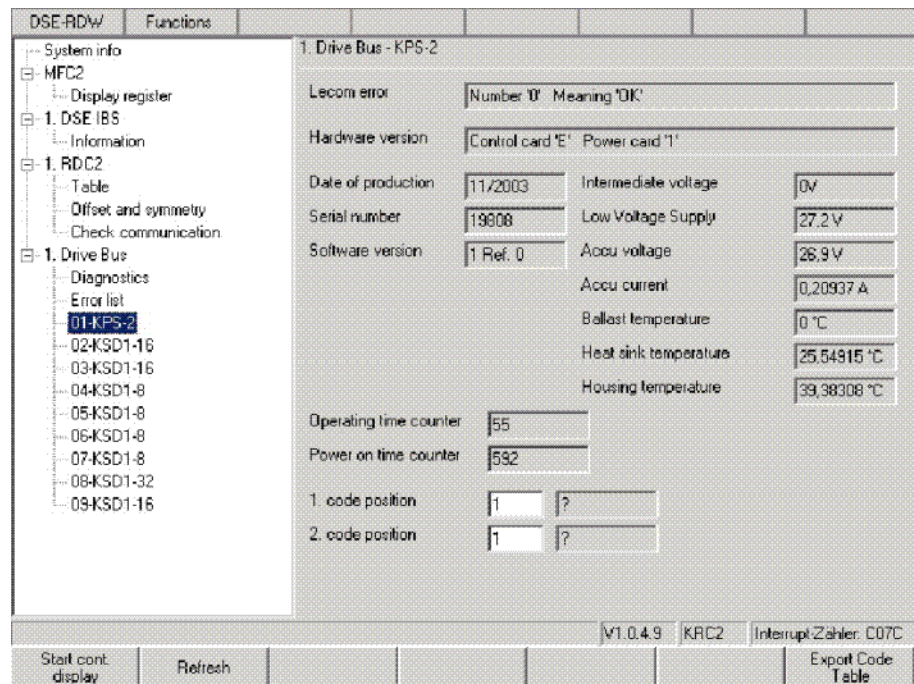 DSE-RDW Functions
System info
MFC2
Display register
1. DSE IBS
Information
1. RDC2
Table
Offset and symmetry
Check communication
1. Drive Bus
Diagnostics
Error list
01-KPS-2
02-KSD1-16
03-KSD1-16
04-KSD1-8
05-KSD1-8
06-KSD1-8
07-KSD1-8
08-KSD1-32
09-KSD1-16
1. Drive Bus - KPS-2
Lecom error Number '0' Meaning 'OK'
Hardware version Control card 'E' Power card '1'
Date of production 11/2003 Intermediate voltage 0V
Serial number 19808 Low Voltage Supply 27,2 V
Software version 1 Ref. 0 Accu voltage 26,9 V
Accu current 0,20937 A
Ballast temperature 0 °C
Heat sink temperature 25,54915 °C
Housing temperature 39,38308 °C
Operating time counter 55
Power on time counter 592
1. code position 1 ?
2. code position 1 ?
V1.0.4.9 KRC2 Interrupt-Zähler: C07C
Start cont. display Refresh Export Code Table